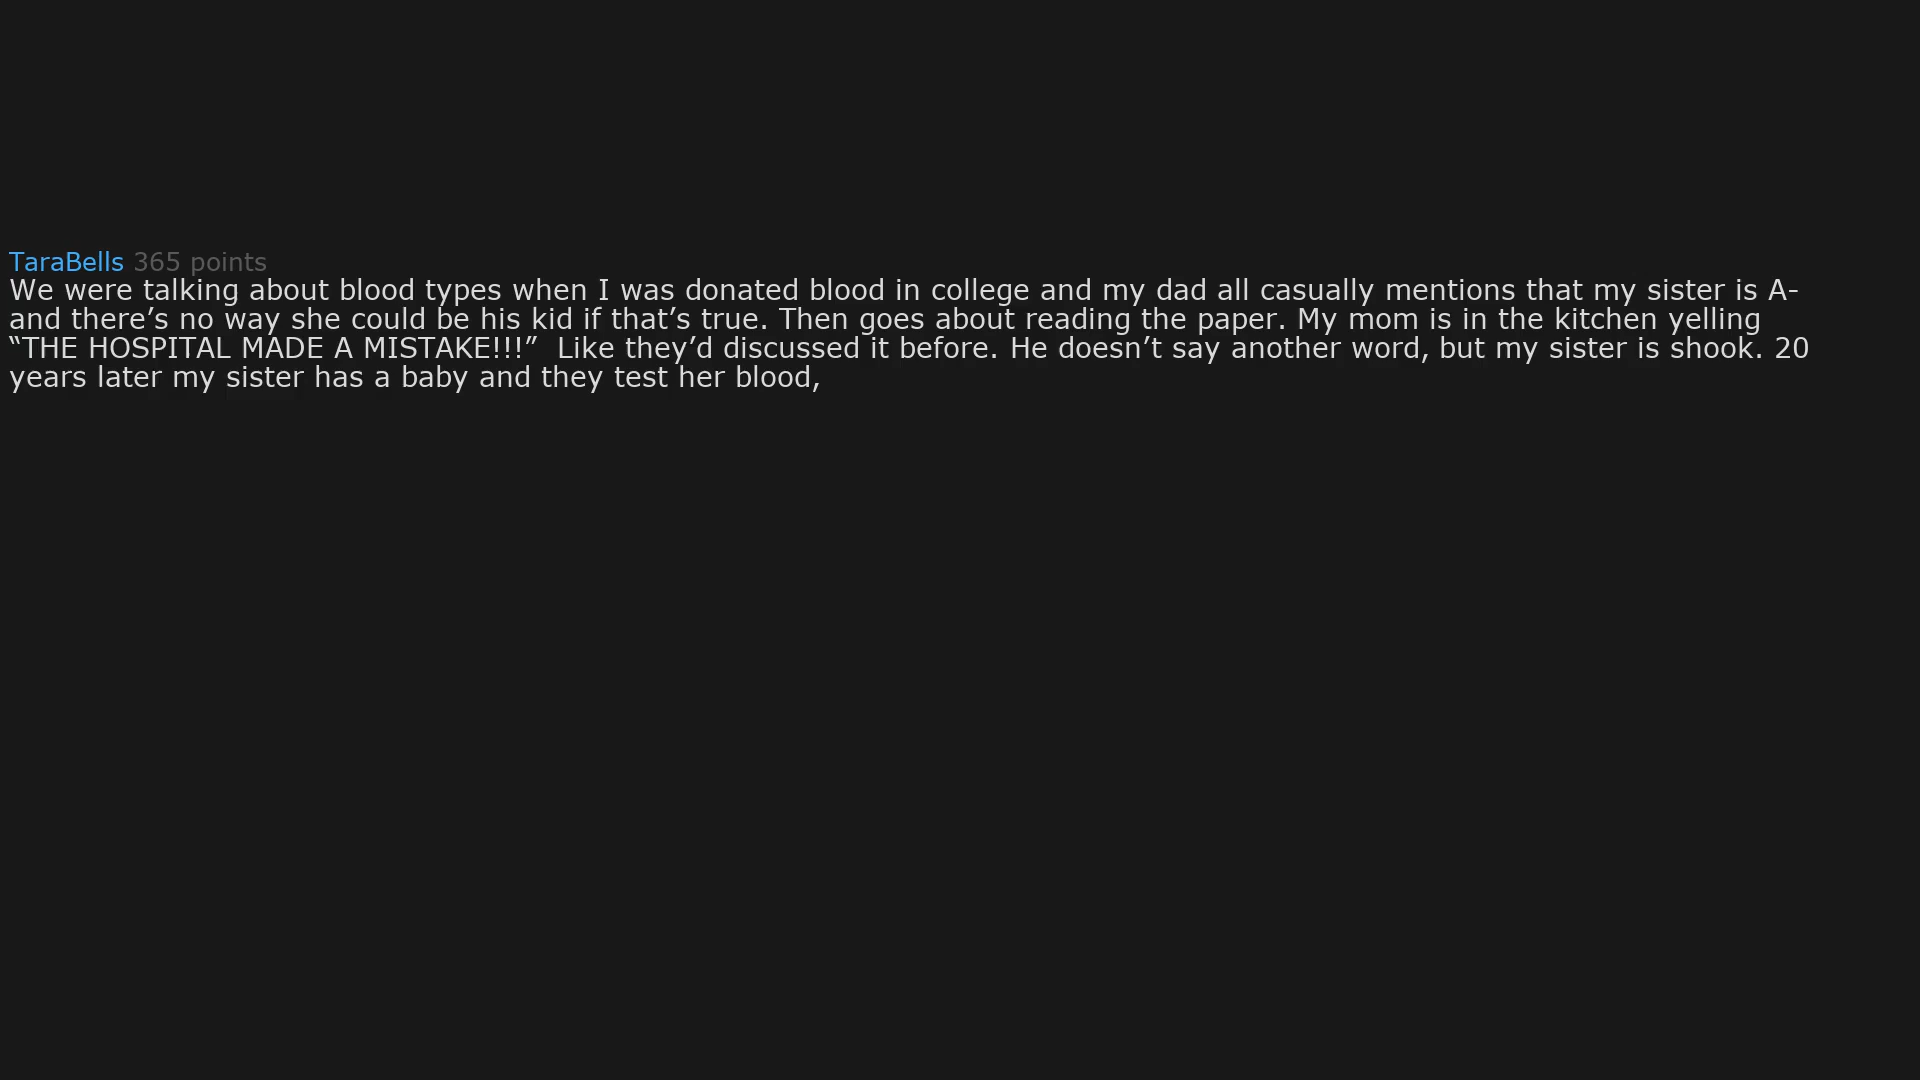 TaraBells 365 points
We were talking about blood types when I was donated blood in college and my dad all casually mentions that my sister is A-
and there’s no way she could be his kid if that’s true. Then goes about reading the paper. My mom is in the kitchen yelling
“THE HOSPITAL MADE A MISTAKE!!!”  Like they’d discussed it before. He doesn’t say another word, but my sister is shook. 20
years later my sister has a baby and they test her blood,